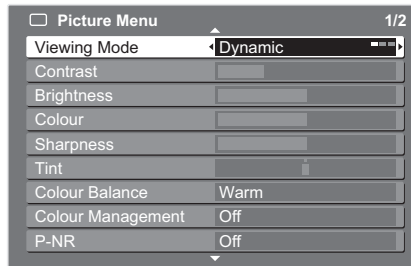 Picture Menu 1/2
Viewing Mode Dynamic
Contrast
Brightness
Colour
Sharpness
Tint
Colour Balance Warm
Colour Management Off
P-NR Off